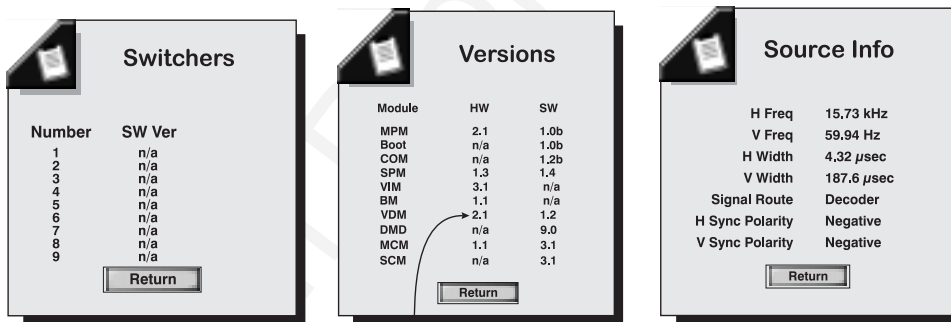 Switchers
Number SW Ver
1 n/a
2 n/a
3 n/a
4 n/a
5 n/a
6 n/a
7 n/a
8 n/a
9 n/a
Return
Versions
Module HW SW
MPM 2.1 1.0b
Boot n/a 1.0b
COM n/a 1.2b
SPM 1.3 1.4
VIM 3.1 n/a
BM 1.1 n/a
VDM 2.1 1.2
DMD n/a 9.0
MCM 1.1 3.1
SCM n/a 3.1
Return
Source Info
H Freq 15.73 kHz
V Freq 59.94 Hz
H Width 4.32 µsec
V Width 187.6 µsec
Signal Route Decoder
H Sync Polarity Negative
V Sync Polarity Negative
Return